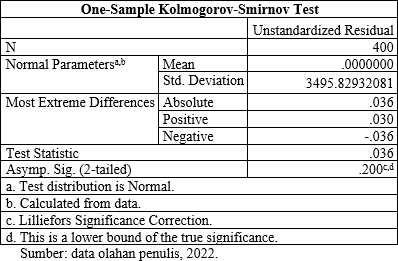 One-Sample Kolmogorov-Smirnov Test
Unstandardized Residual
N 400
Normal Parametersa,b Mean .0000000
Std. Deviation 3495.82932081
Most Extreme Differences Absolute .036
Positive .030
Negative -.036
Test Statistic .036
Asymp. Sig. (2-tailed) .200c,d
a. Test distribution is Normal.
b. Calculated from data.
c. Lilliefors Significance Correction.
d. This is a lower bound of the true significance.
Sumber: data olahan penulis, 2022.